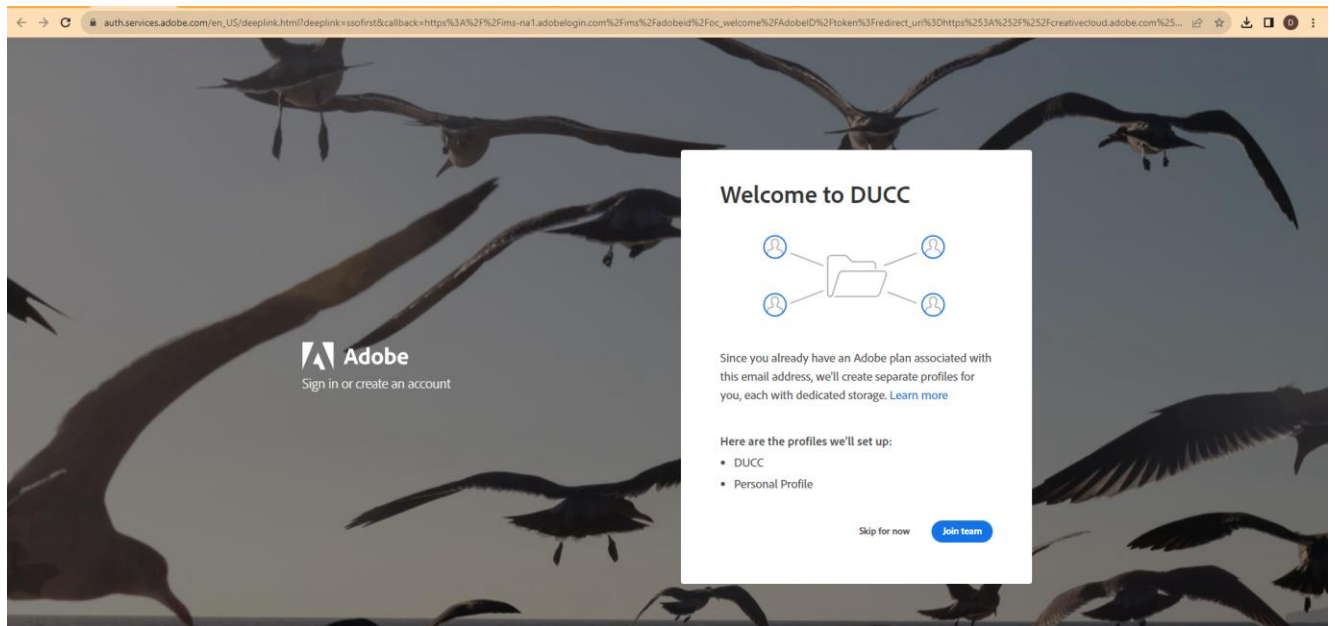 auth.services.adobe.com/en_US/deeplink.html?deeplink=ssofirst&callback=https%3A%2F%2Fims-na1.adobelogin.com%2Fims%2Fadobeid%2Foc_welcome%2FAdobeID%2Ftoken%3Fredirect_uri%3Dhttps%253A%252F%252Fcreativecloud.adobe.com%25...
D
Welcome to DUCC
Adobe
Sign in or create an account
Since you already have an Adobe plan associated with
this email address, we'll create separate profiles for
you, each with dedicated storage. Learn more
Here are the profiles we'll set up:
• DUCC
• Personal Profile
Skip for now
Join team